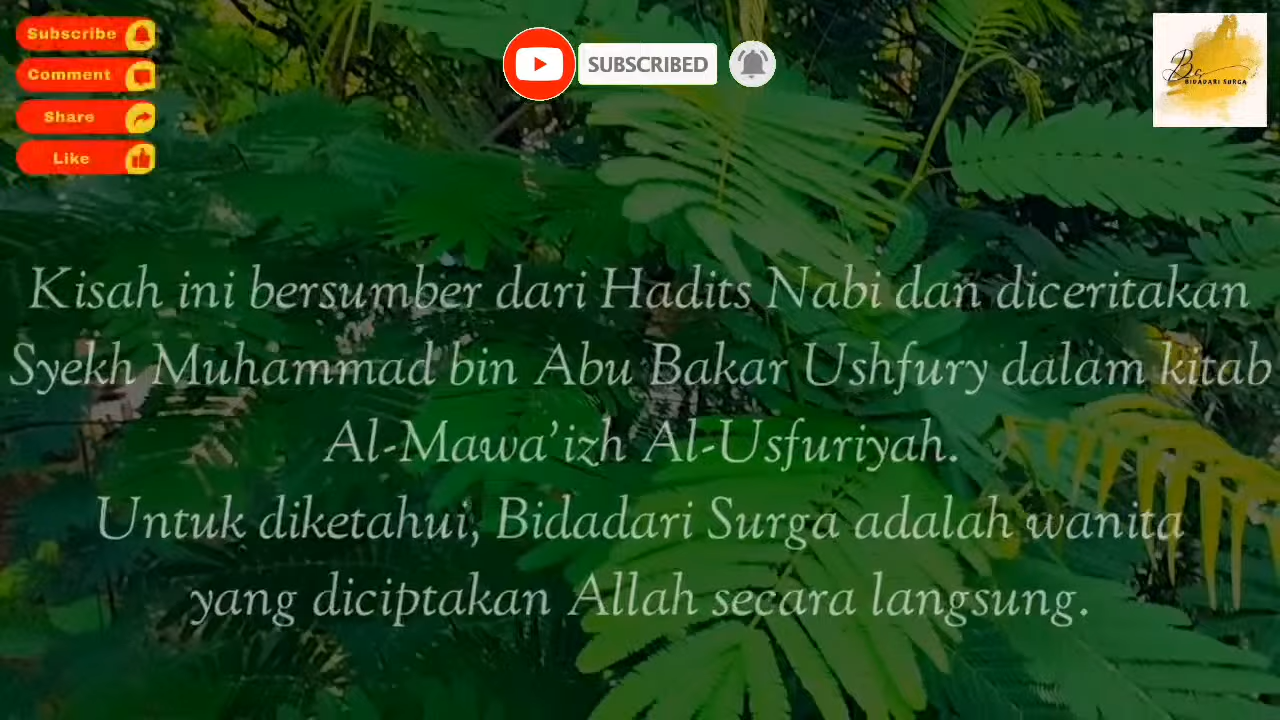 Subscribe
Comment
Share
Like
SUBSCRIBED
Bs
BIDADARI SURGA
Kisah ini bersumber dari Hadits Nabi dan diceritakan
Syekh Muhammad bin Abu Bakar Ushfury dalam kitab
Al-Mawa'izh Al-Usfuriyah.
Untuk diketahui, Bidadari Surga adalah wanita
yang diciptakan Allah secara langsung.